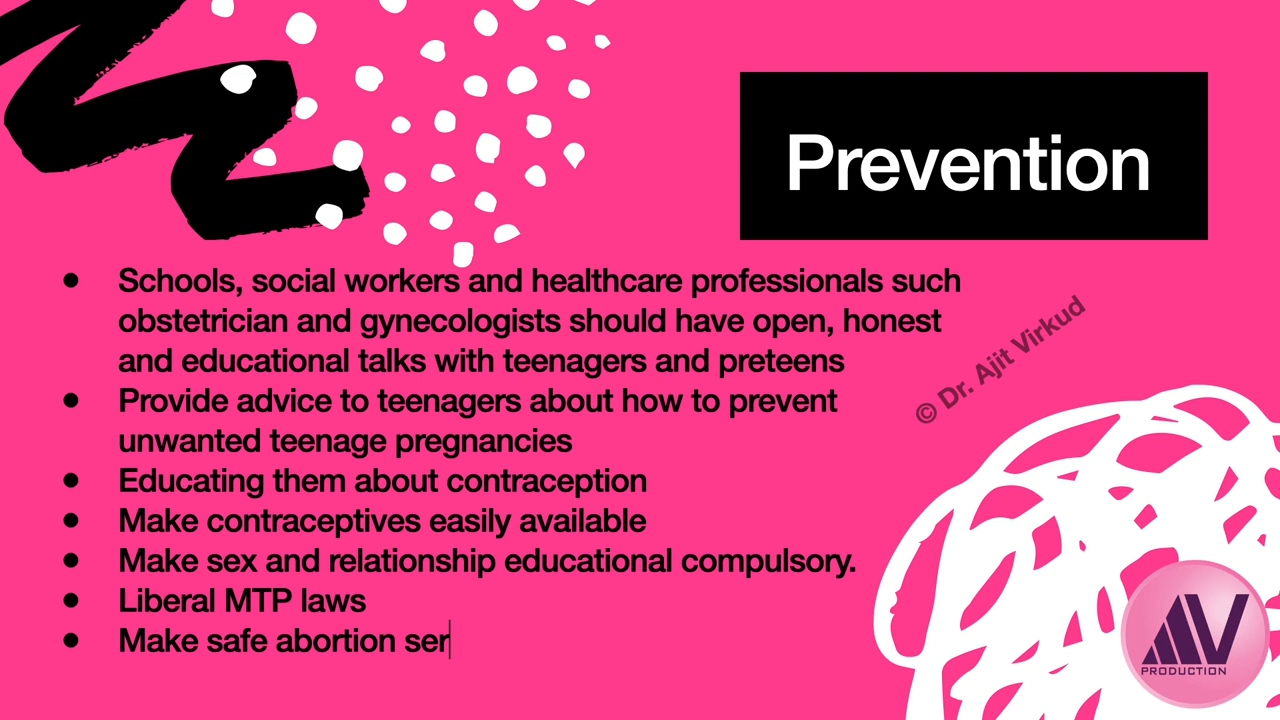 Prevention
• Schools, social workers and healthcare professionals such
obstetrician and gynecologists should have open, honest
and educational talks with teenagers and preteens
• Provide advice to teenagers about how to prevent
unwanted teenage pregnancies
• Educating them about contraception
• Make contraceptives easily available
• Make sex and relationship educational compulsory.
• Liberal MTP laws
• Make safe abortion ser
© Dr. Ajit Virkud
AV
PRODUCTION